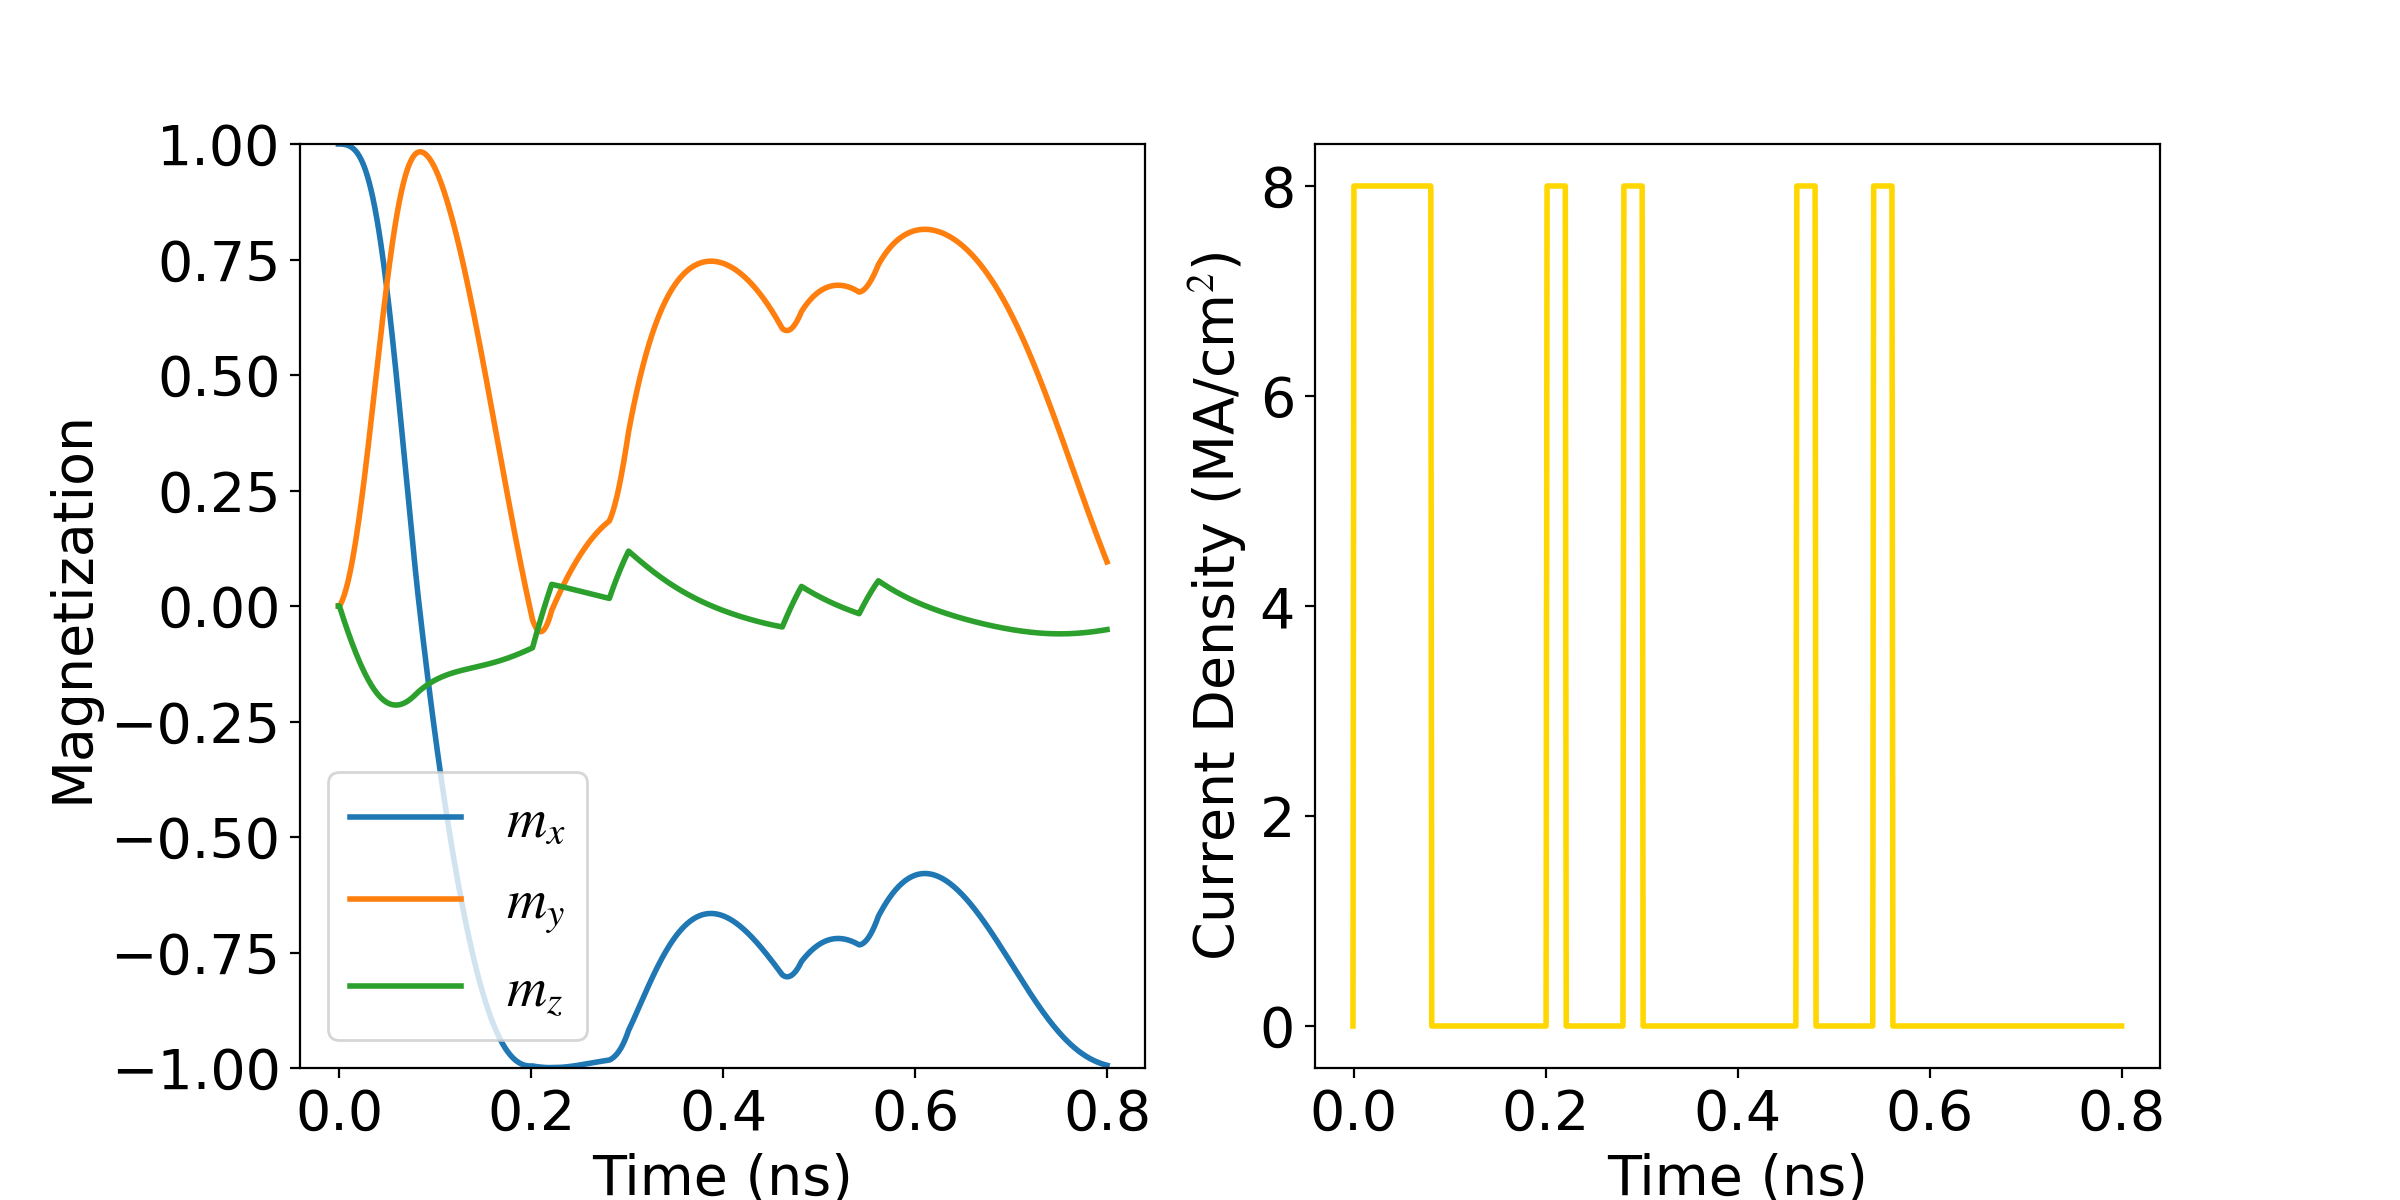 1.00
0.75
0.50
0.25
0.00
−0.25
−0.50
−0.75
−1.00
Magnetization
m_x
m_y
m_z
0.0 0.2 0.4 0.6 0.8
Time (ns)
8
6
4
2
0
Current Density (MA/cm²)
0.0 0.2 0.4 0.6 0.8
Time (ns)